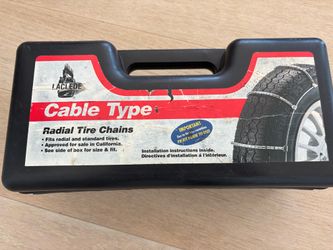 LACLEDE
Cable Type
Radial Tire Chains
• Fits radial and standard tires.
• Approved for sale in California.
• See side of box for size & fit.
IMPORTANT
Installation instructions inside.
Directives d'installation à l'intérieur.